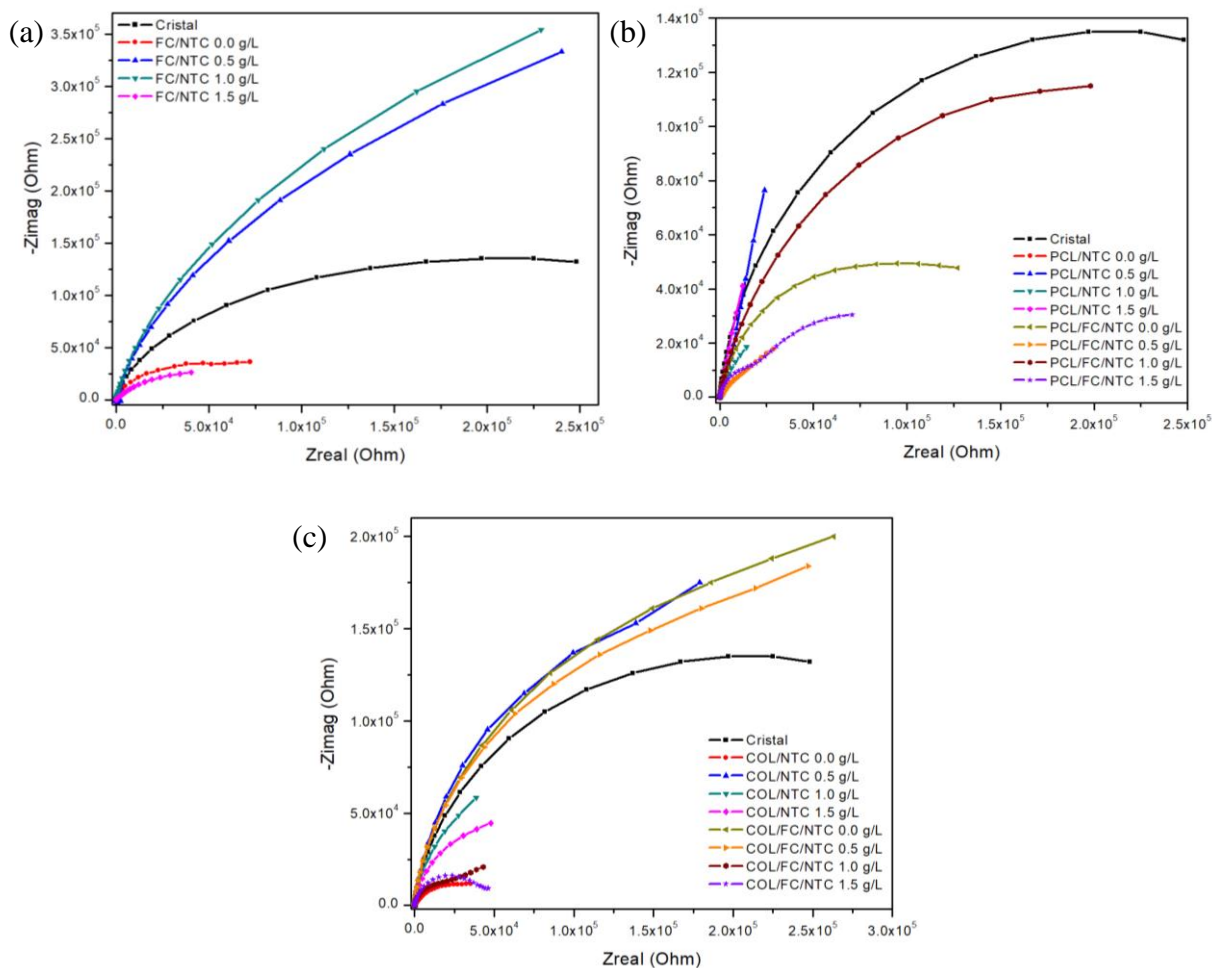 (a)
Cristal
FC/NTC 0.0 g/L
FC/NTC 0.5 g/L
FC/NTC 1.0 g/L
FC/NTC 1.5 g/L
3.5x10⁵
3.0x10⁵
2.5x10⁵
2.0x10⁵
1.5x10⁵
1.0x10⁵
5.0x10⁴
0.0
-Zimag (Ohm)
0.0 5.0x10⁴ 1.0x10⁵ 1.5x10⁵ 2.0x10⁵ 2.5x10⁵
Zreal (Ohm)
(b)
1.4x10⁵
1.2x10⁵
1.0x10⁵
8.0x10⁴
6.0x10⁴
4.0x10⁴
2.0x10⁴
0.0
-Zimag (Ohm)
Cristal
PCL/NTC 0.0 g/L
PCL/NTC 0.5 g/L
PCL/NTC 1.0 g/L
PCL/NTC 1.5 g/L
PCL/FC/NTC 0.0 g/L
PCL/FC/NTC 0.5 g/L
PCL/FC/NTC 1.0 g/L
PCL/FC/NTC 1.5 g/L
0.0 5.0x10⁴ 1.0x10⁵ 1.5x10⁵ 2.0x10⁵ 2.5x10⁵
Zreal (Ohm)
(c)
2.0x10⁵
1.5x10⁵
1.0x10⁵
5.0x10⁴
0.0
-Zimag (Ohm)
Cristal
COL/NTC 0.0 g/L
COL/NTC 0.5 g/L
COL/NTC 1.0 g/L
COL/NTC 1.5 g/L
COL/FC/NTC 0.0 g/L
COL/FC/NTC 0.5 g/L
COL/FC/NTC 1.0 g/L
COL/FC/NTC 1.5 g/L
0.0 5.0x10⁴ 1.0x10⁵ 1.5x10⁵ 2.0x10⁵ 2.5x10⁵ 3.0x10⁵
Zreal (Ohm)